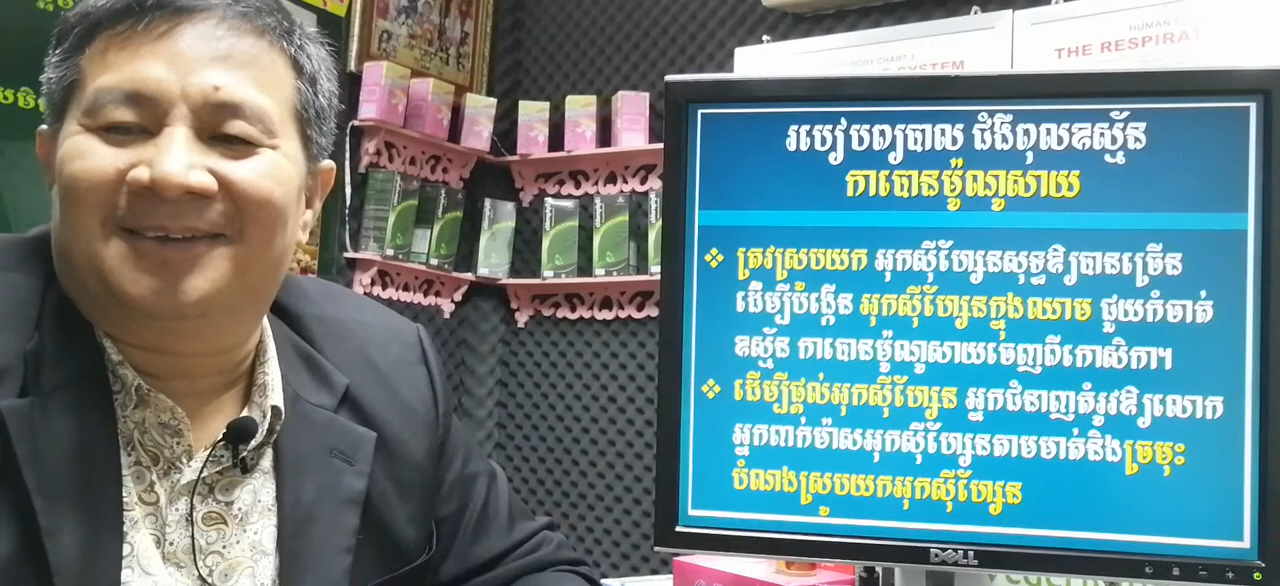 HUMAN
BODY CHART 3
THE RESPIRAT
SYSTEM
របៀបព្យបាល ជំងឺពុលឧស្ម័ន
កាបោនម៉ូណូសាយ
ត្រវស្រូបយក អុកស៊ីហ្សែនសុទ្ធឱ្យបានច្រើន
ដើម្បីបង្កើន អុកស៊ីហ្សែនក្នុងឈាម ជួយកំចាត់
ឧស្ម័ន កាបោនម៉ូណូសាយចេញពីកោសិកា។
ដើម្បីផ្តល់អុកស៊ីហ្សែន អ្នកជំនាញតំរូវឱ្យលោក
អ្នកពាក់ម៉ាសអុកស៊ីហ្សែនតាមមាត់និងច្រមុះ
បំណងស្រូបយកអុកស៊ីហ្សែន
DELL